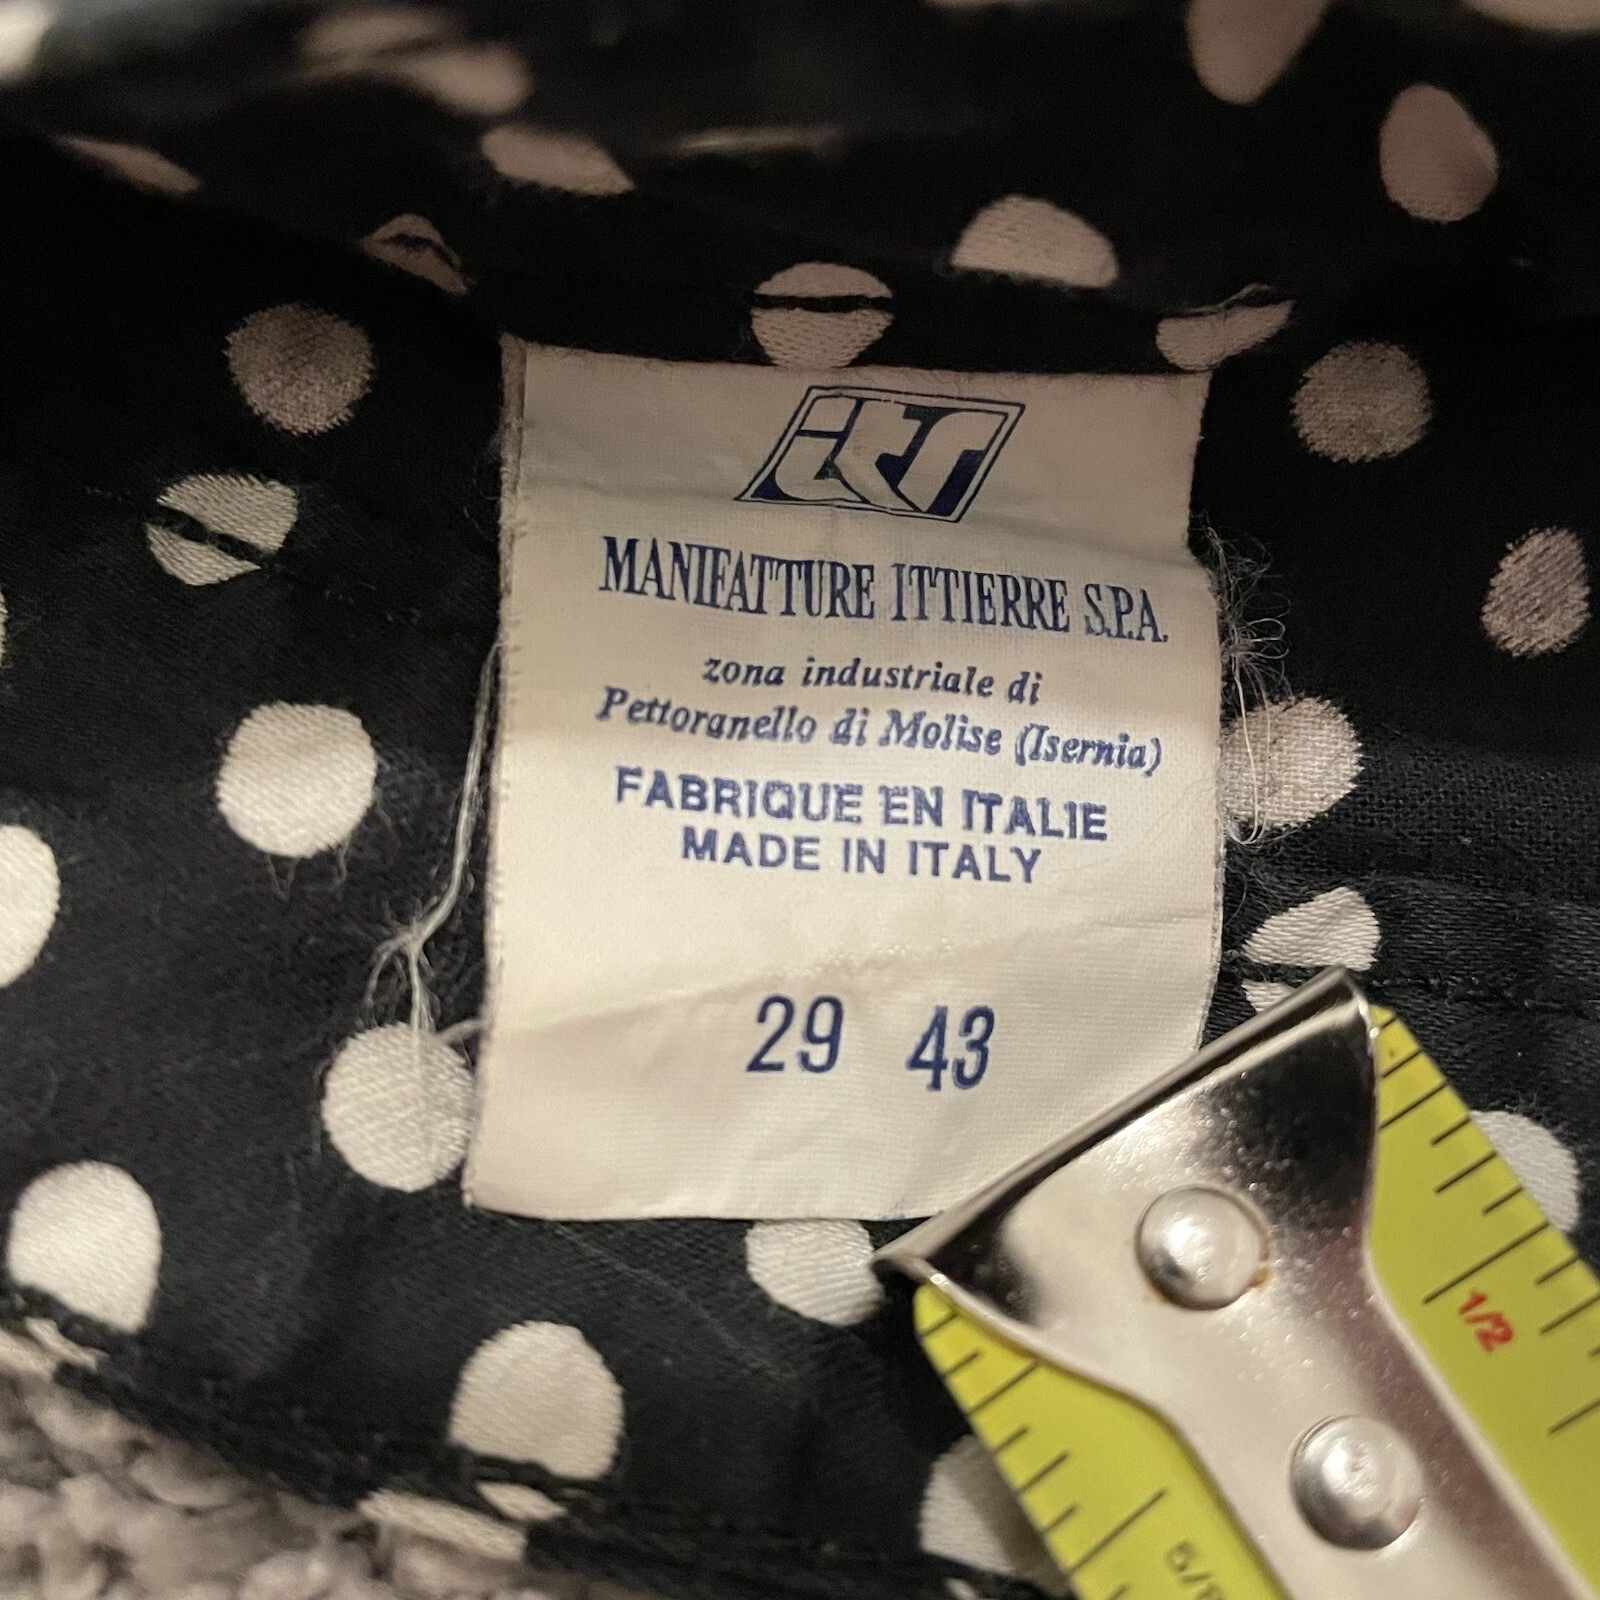 itr
MANIFATTURE ITTIERRE S.P.A.
zona industriale di
Pettoranello di Molise (Isernia)
FABRIQUE EN ITALIE
MADE IN ITALY
29 43
1/2